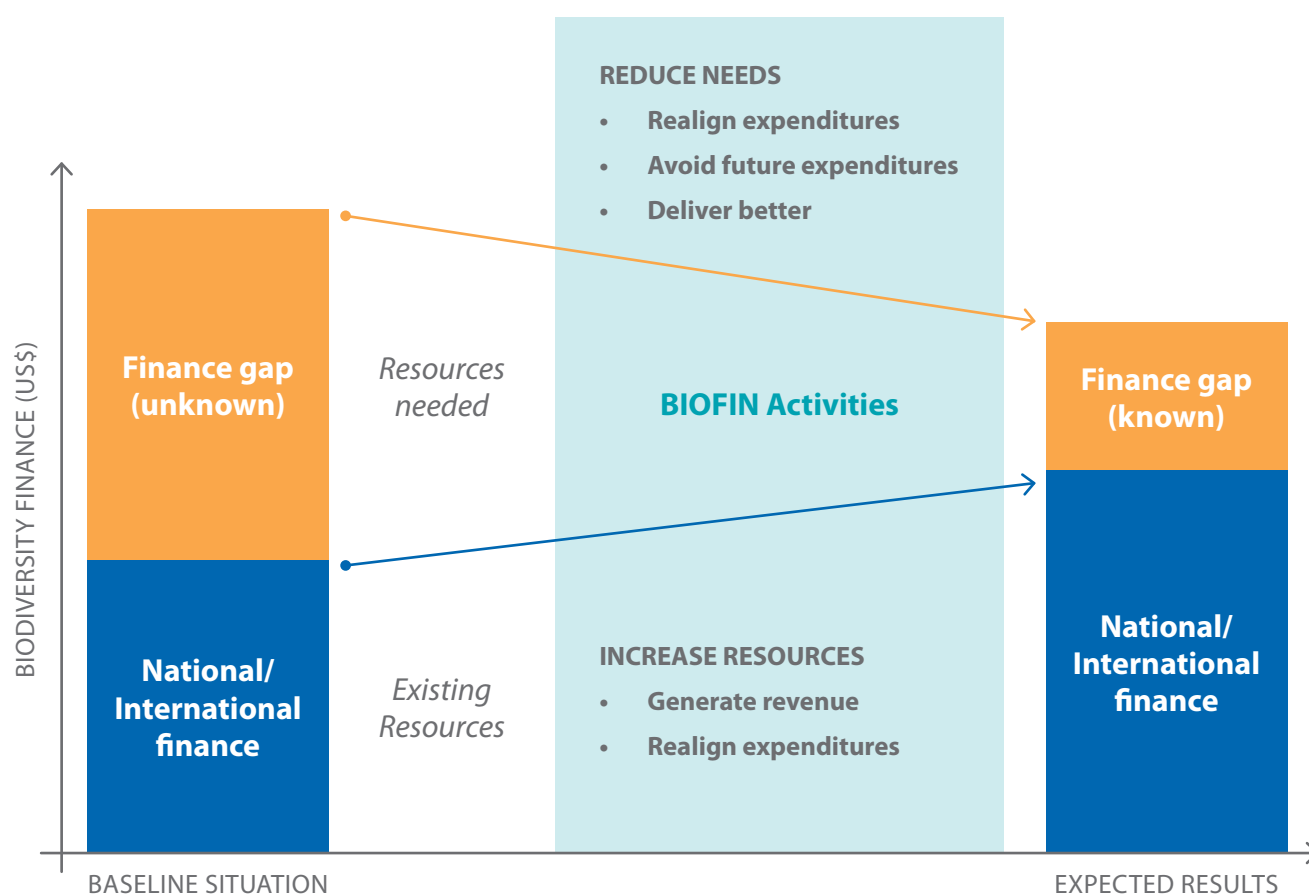 REDUCE NEEDS
• Realign expenditures
• Avoid future expenditures
• Deliver better
BIODIVERSITY FINANCE (US$)
Finance gap
(unknown)
Resources
needed
BIOFIN Activities
Finance gap
(known)
National/
International
finance
Existing
Resources
INCREASE RESOURCES
• Generate revenue
• Realign expenditures
National/
International
finance
BASELINE SITUATION
EXPECTED RESULTS